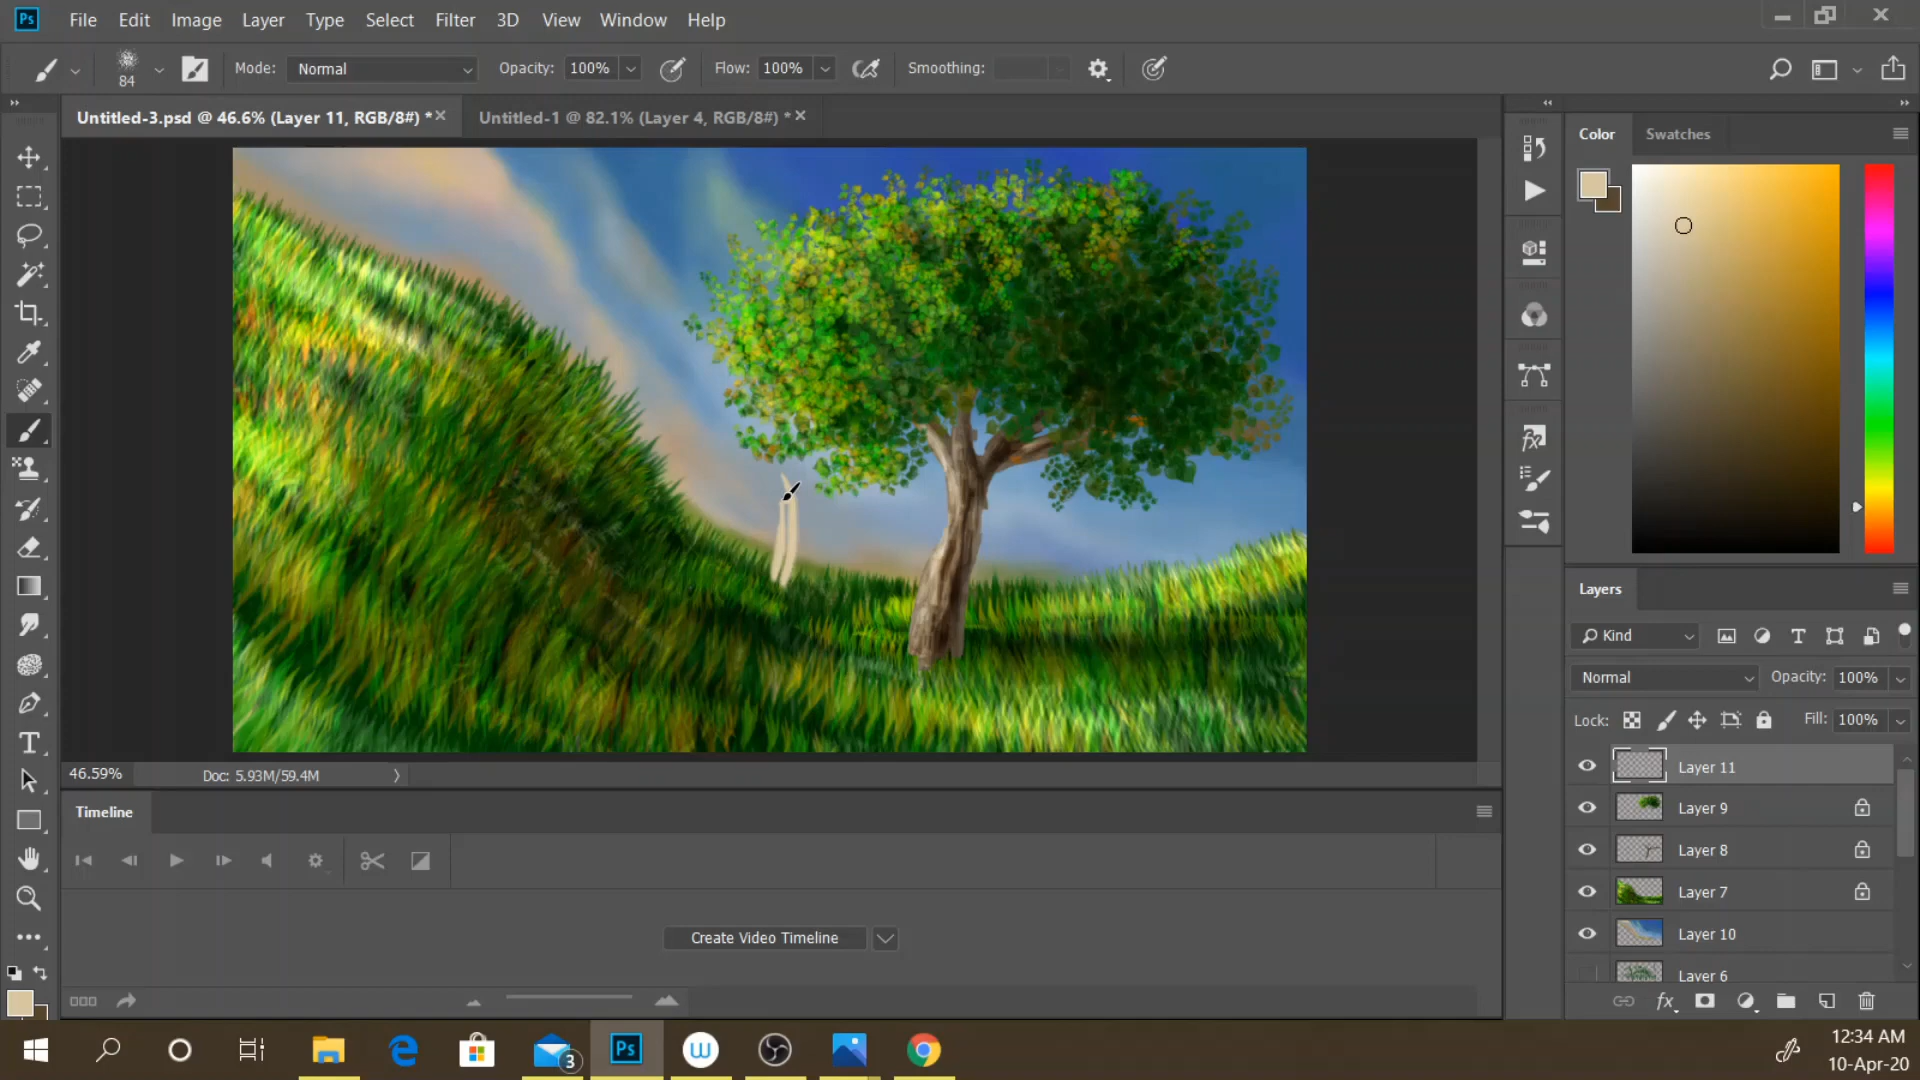 Ps File Edit Image Layer Type Select Filter 3D View Window Help
84 Mode: Normal Opacity: 100% Flow: 100% Smoothing:
Untitled-3.psd @ 46.6% (Layer 11, RGB/8#) * Untitled-1 @ 82.1% (Layer 4, RGB/8#) *
Color Swatches
Layers
Kind
Normal Opacity: 100%
Lock: Fill: 100%
Layer 11
Layer 9
Layer 8
Layer 7
Layer 10
Layer 6
fx
46.59% Doc: 5.93M/59.4M
Timeline
Create Video Timeline
3 Ps
12:34 AM
10-Apr-20